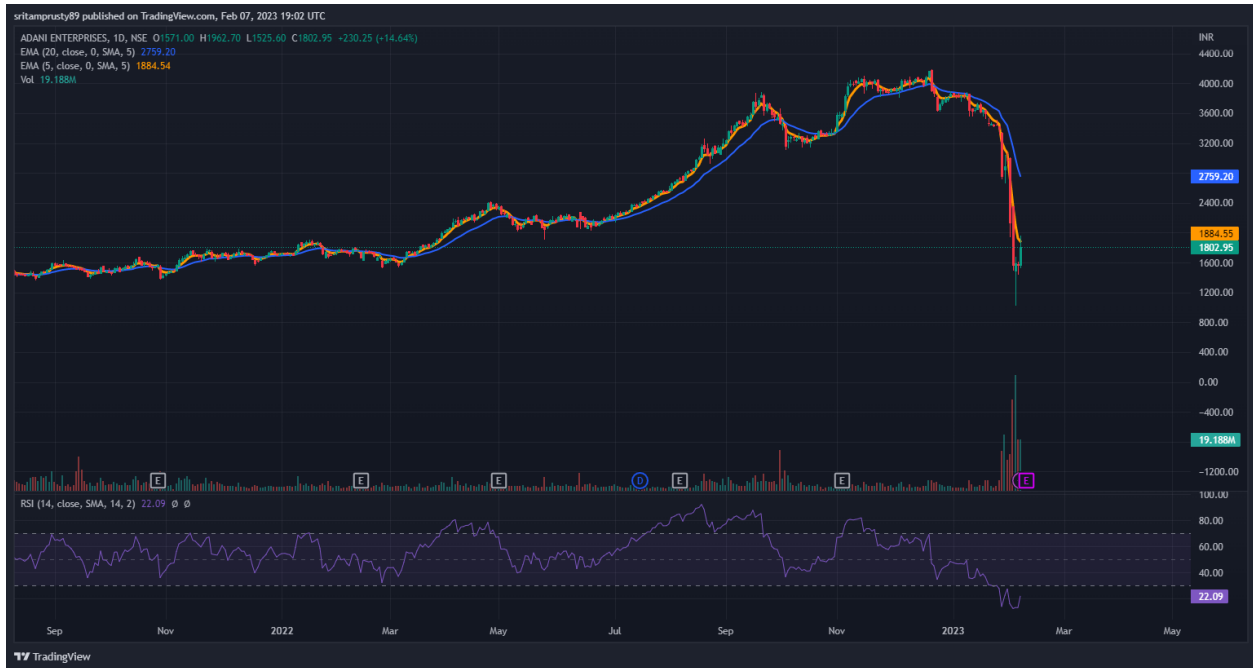 sritamprusty89 published on TradingView.com, Feb 07, 2023 19:02 UTC
ADANI ENTERPRISES, 1D, NSE O1571.00 H1962.70 L1525.60 C1802.95 +230.25 (+14.64%)
EMA (20, close, 0, SMA, 5) 2759.20
EMA (5, close, 0, SMA, 5) 1884.54
Vol 19.188M
INR
4400.00
4000.00
3600.00
3200.00
2759.20
2400.00
1884.55
1802.95
1600.00
1200.00
800.00
400.00
0.00
−400.00
19.188M
−1200.00
E E E D E E E
RSI (14, close, SMA, 14, 2) 22.09 Ø Ø
100.00
80.00
60.00
40.00
22.09
Sep Nov 2022 Mar May Jul Sep Nov 2023 Mar May
TradingView